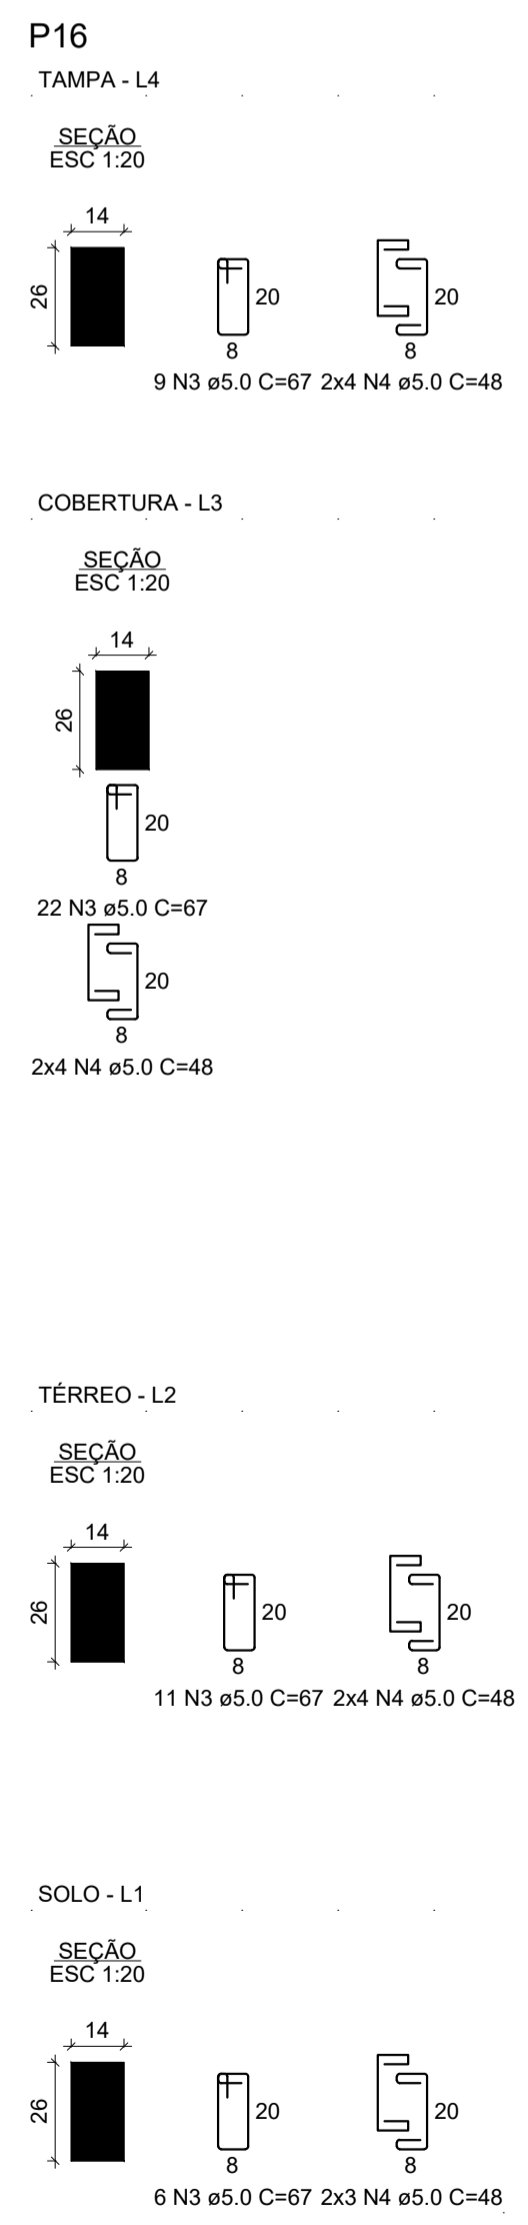 P16
TAMPA - L4
SEÇÃO
ESC 1:20
14
26
20
8
20
8
9 N3 ø5.0 C=67 2x4 N4 ø5.0 C=48
COBERTURA - L3
SEÇÃO
ESC 1:20
14
26
20
8
22 N3 ø5.0 C=67
20
8
2x4 N4 ø5.0 C=48
TÉRREO - L2
SEÇÃO
ESC 1:20
14
26
20
8
20
8
11 N3 ø5.0 C=67 2x4 N4 ø5.0 C=48
SOLO - L1
SEÇÃO
ESC 1:20
14
26
20
8
20
8
6 N3 ø5.0 C=67 2x3 N4 ø5.0 C=48